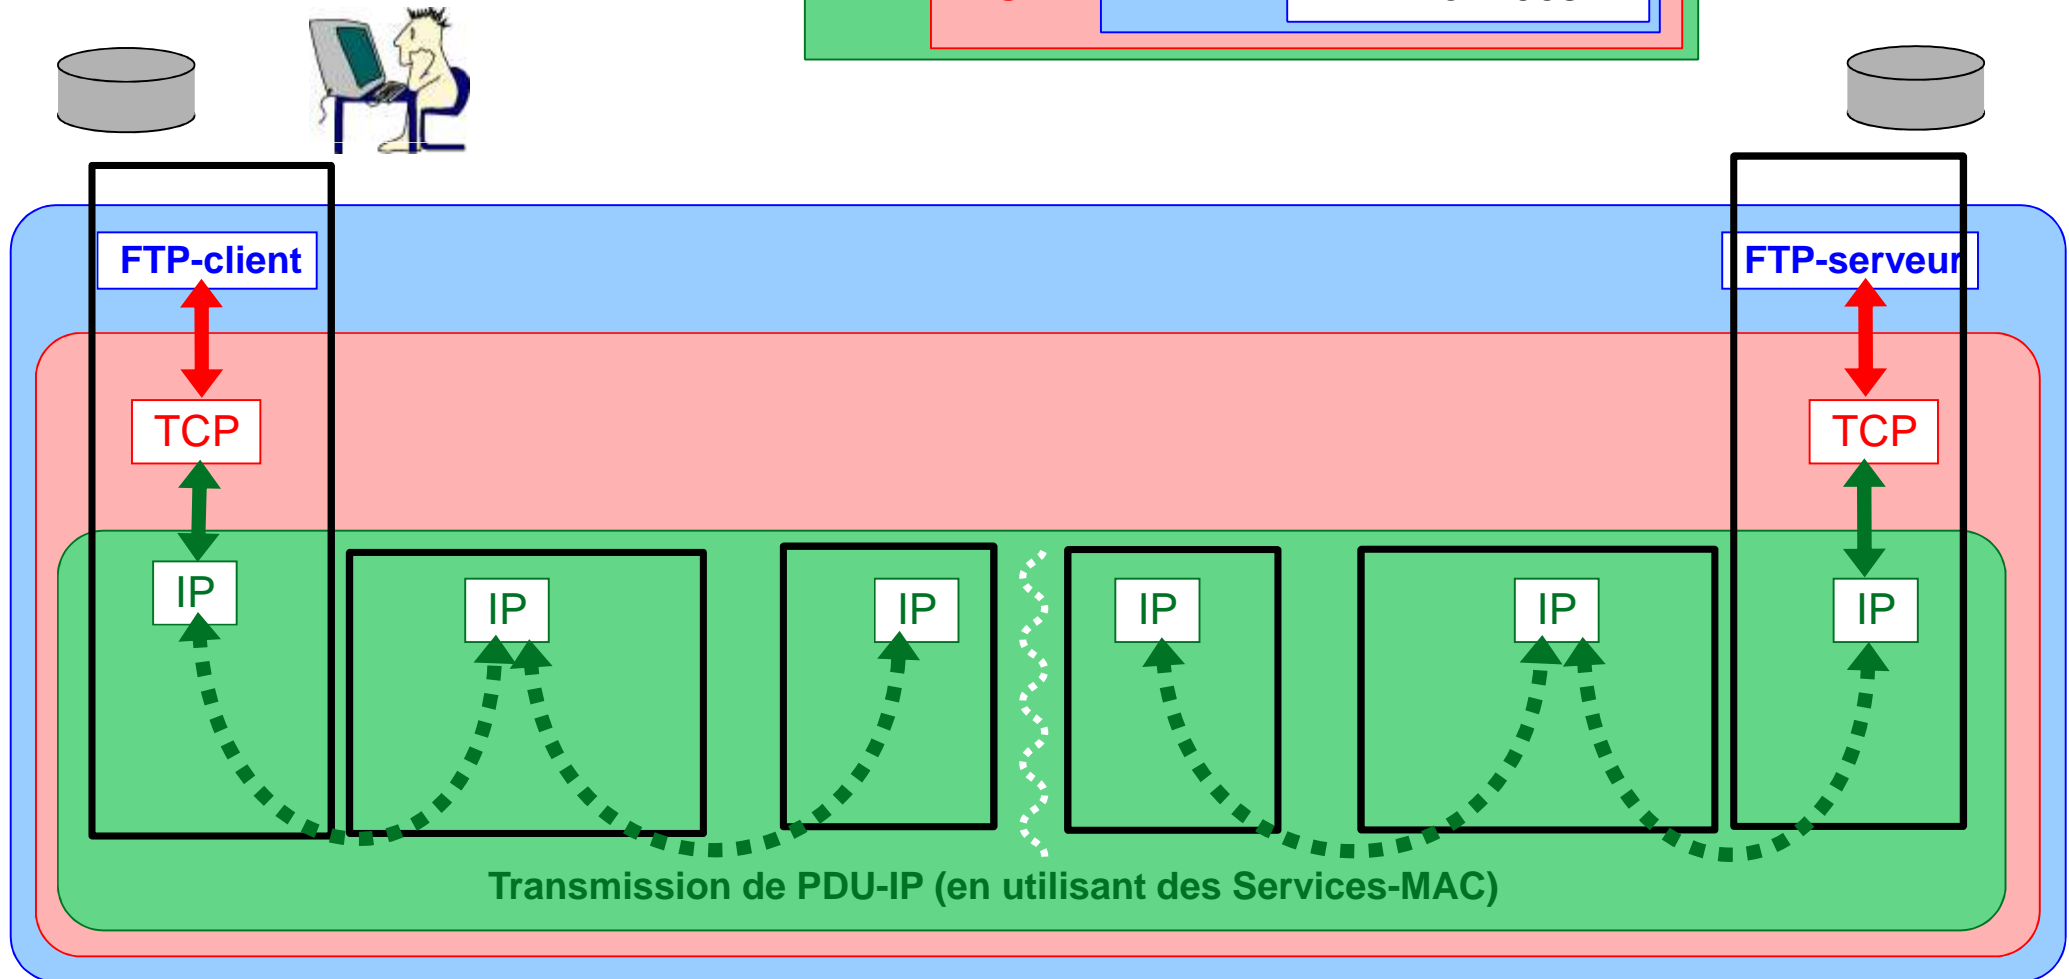 FTP-client
FTP-serveur
TCP
TCP
IP
IP
IP
IP
IP
IP
Transmission de PDU-IP (en utilisant des Services-MAC)